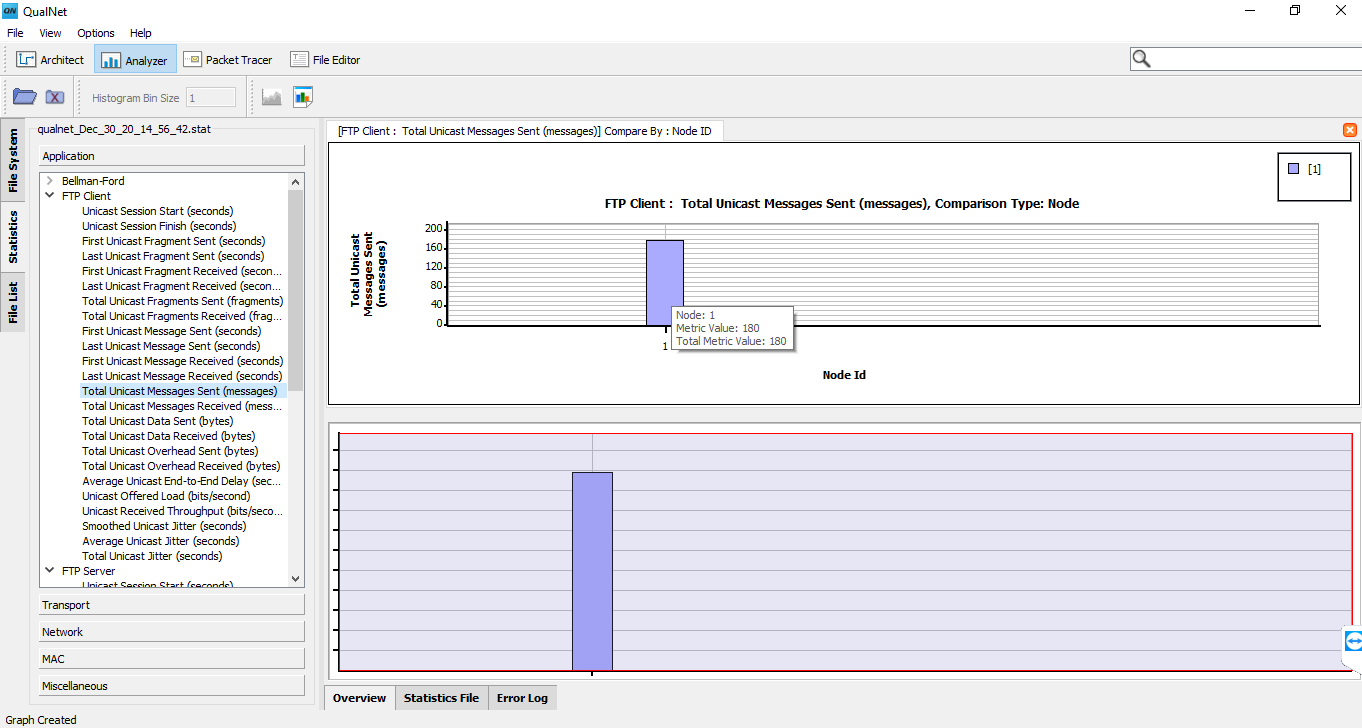 QN QualNet
File View Options Help
Architect Analyzer Packet Tracer File Editor
Histogram Bin Size 1
File System
Statistics
File List
qualnet_Dec_30_20_14_56_42.stat
Application
Bellman-Ford
FTP Client
Unicast Session Start (seconds)
Unicast Session Finish (seconds)
First Unicast Fragment Sent (seconds)
Last Unicast Fragment Sent (seconds)
First Unicast Fragment Received (secon...
Last Unicast Fragment Received (secon...
Total Unicast Fragments Sent (fragments)
Total Unicast Fragments Received (frag...
First Unicast Message Sent (seconds)
Last Unicast Message Sent (seconds)
First Unicast Message Received (seconds)
Last Unicast Message Received (seconds)
Total Unicast Messages Sent (messages)
Total Unicast Messages Received (mess...
Total Unicast Data Sent (bytes)
Total Unicast Data Received (bytes)
Total Unicast Overhead Sent (bytes)
Total Unicast Overhead Received (bytes)
Average Unicast End-to-End Delay (sec...
Unicast Offered Load (bits/second)
Unicast Received Throughput (bits/seco...
Smoothed Unicast Jitter (seconds)
Average Unicast Jitter (seconds)
Total Unicast Jitter (seconds)
FTP Server
Unicast Session Start (seconds)
Transport
Network
MAC
Miscellaneous
[FTP Client : Total Unicast Messages Sent (messages)] Compare By : Node ID
[1]
FTP Client : Total Unicast Messages Sent (messages), Comparison Type: Node
Total Unicast
Messages Sent
(messages)
200
160
120
80
40
0
1
Node: 1
Metric Value: 180
Total Metric Value: 180
Node Id
Overview Statistics File Error Log
Graph Created